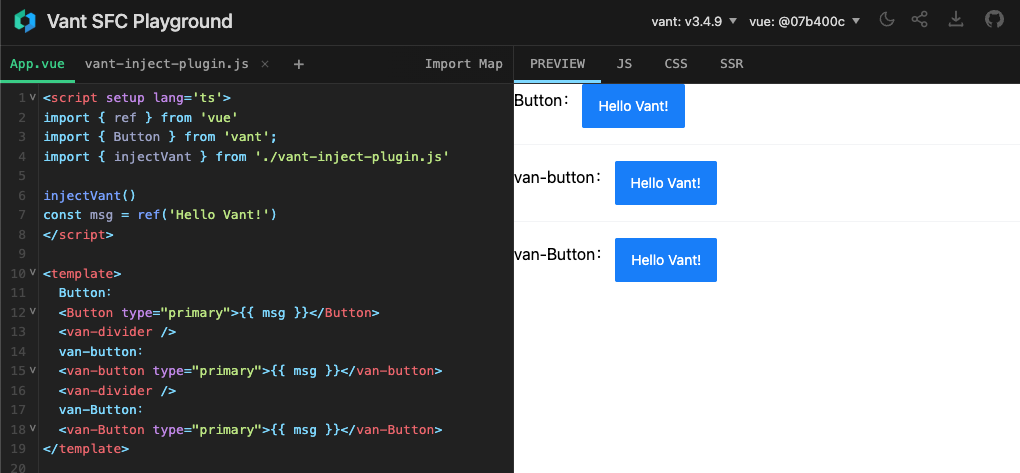 Vant SFC Playground
vant: v3.4.9
vue: @07b400c
App.vue
vant-inject-plugin.js ×
+
Import Map
1 <script setup lang='ts'>
2 import { ref } from 'vue'
3 import { Button } from 'vant';
4 import { injectVant } from './vant-inject-plugin.js'
5
6 injectVant()
7 const msg = ref('Hello Vant!')
8 </script>
9
10 <template>
11 Button：
12 <Button type="primary">{{ msg }}</Button>
13 <van-divider />
14 van-button：
15 <van-button type="primary">{{ msg }}</van-button>
16 <van-divider />
17 van-Button：
18 <van-Button type="primary">{{ msg }}</van-Button>
19 </template>
20
PREVIEW
JS
CSS
SSR
Button： Hello Vant!
van-button： Hello Vant!
van-Button： Hello Vant!